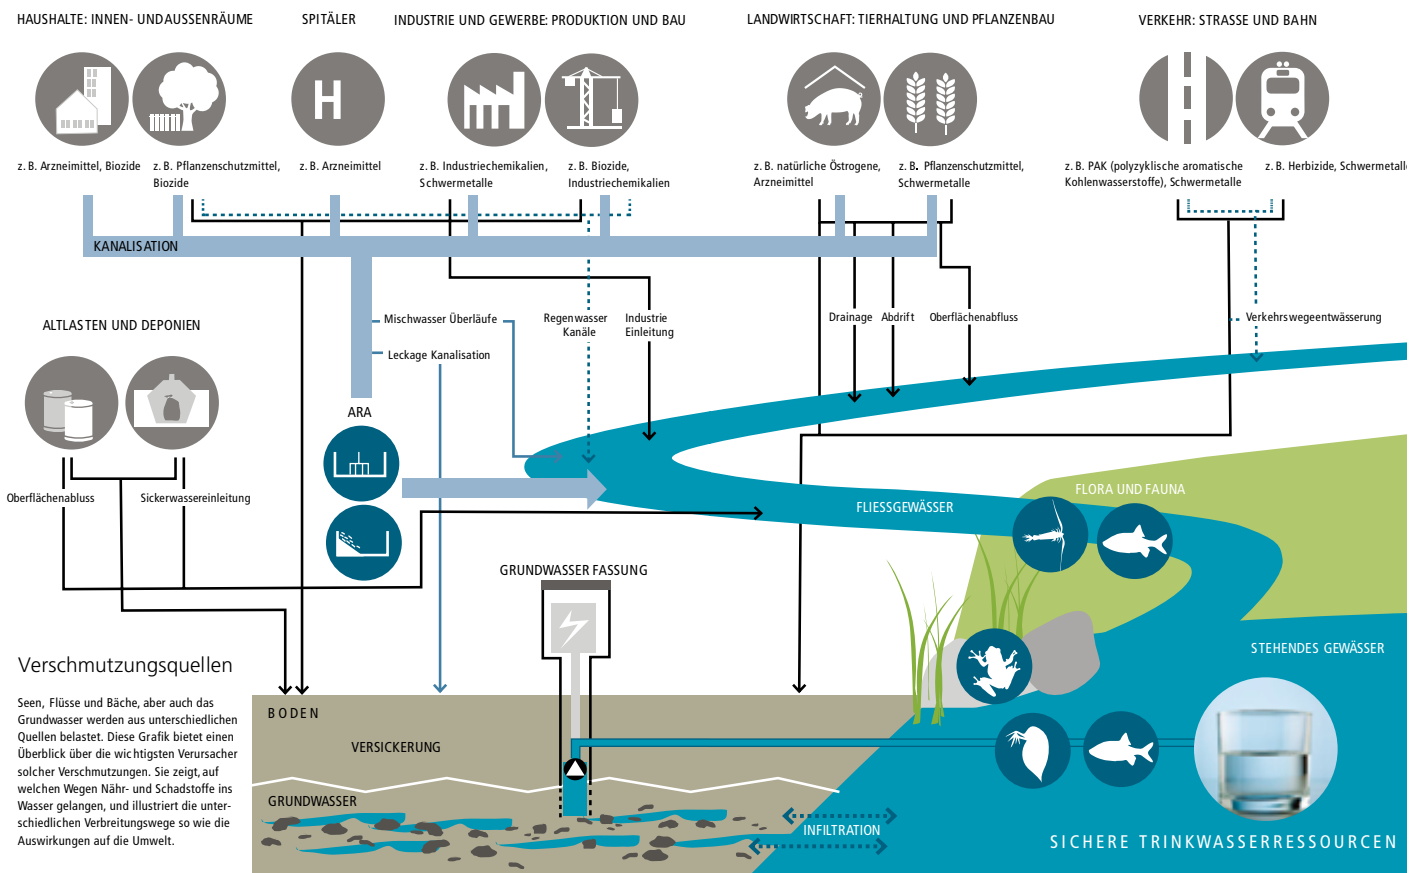 HAUSHALTE: INNEN- UNDAUSSENRÄUME
SPITÄLER
INDUSTRIE UND GEWERBE: PRODUKTION UND BAU
LANDWIRTSCHAFT: TIERHALTUNG UND PFLANZENBAU
VERKEHR: STRASSE UND BAHN
H
z. B. Arzneimittel, Biozide
z. B. Pflanzenschutzmittel,
Biozide
z. B. Arzneimittel
z. B. Industriechemikalien,
Schwermetalle
z. B. Biozide,
Industriechemikalien
z. B. natürliche Östrogene,
Arzneimittel
z. B. Pflanzenschutzmittel,
Schwermetalle
z. B. PAK (polyzyklische aromatische
Kohlenwasserstoffe), Schwermetalle
z. B. Herbizide, Schwermetalle
KANALISATION
ALTLASTEN UND DEPONIEN
Mischwasser Überläufe
Leckage Kanalisation
Regenwasser
Kanäle
Industrie
Einleitung
Drainage
Abdrift
Oberflächenabfluss
Verkehrswegeentwässerung
ARA
Oberflächenabluss
Sickerwassereinleitung
FLIESSGEWÄSSER
FLORA UND FAUNA
GRUNDWASSER FASSUNG
STEHENDES GEWÄSSER
Verschmutzungsquellen
Seen, Flüsse und Bäche, aber auch das
Grundwasser werden aus unterschiedlichen
Quellen belastet. Diese Grafik bietet einen
Überblick über die wichtigsten Verursacher
solcher Verschmutzungen. Sie zeigt, auf
welchen Wegen Nähr- und Schadstoffe ins
Wasser gelangen, und illustriert die unter-
schiedlichen Verbreitungswege so wie die
Auswirkungen auf die Umwelt.
BODEN
VERSICKERUNG
GRUNDWASSER
INFILTRATION
SICHERE TRINKWASSERRESSOURCEN